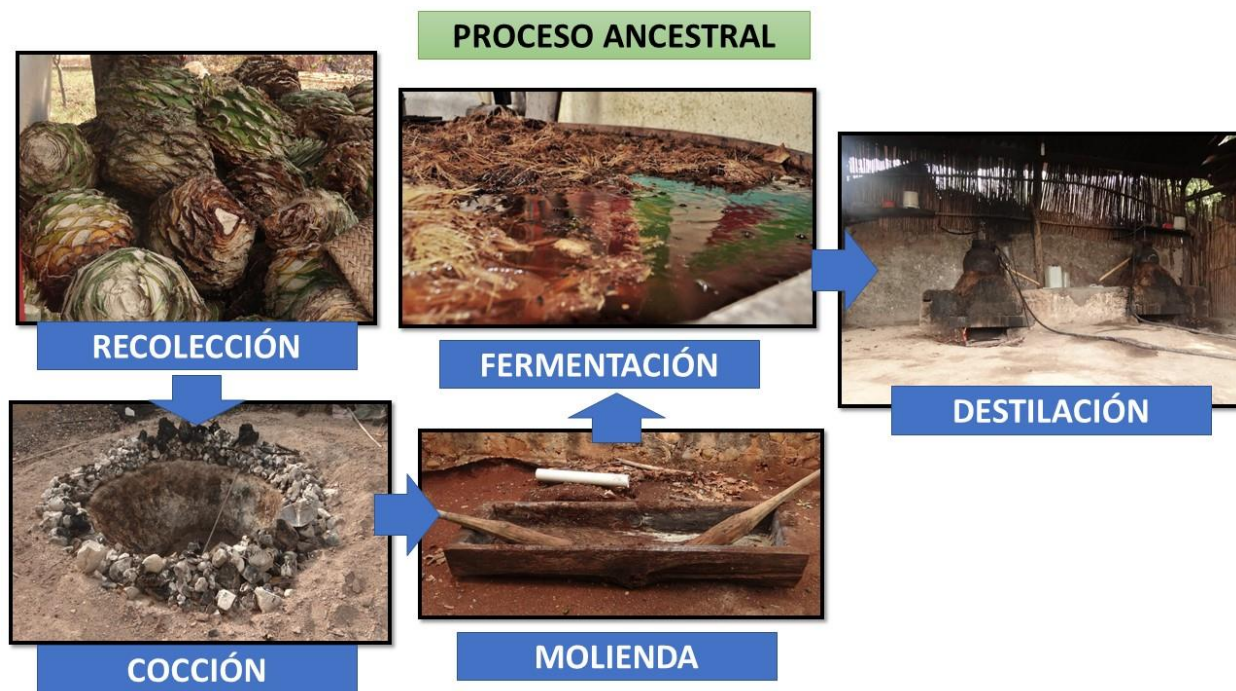 PROCESO ANCESTRAL
RECOLECCIÓN
COCCIÓN
MOLIENDA
FERMENTACIÓN
DESTILACIÓN